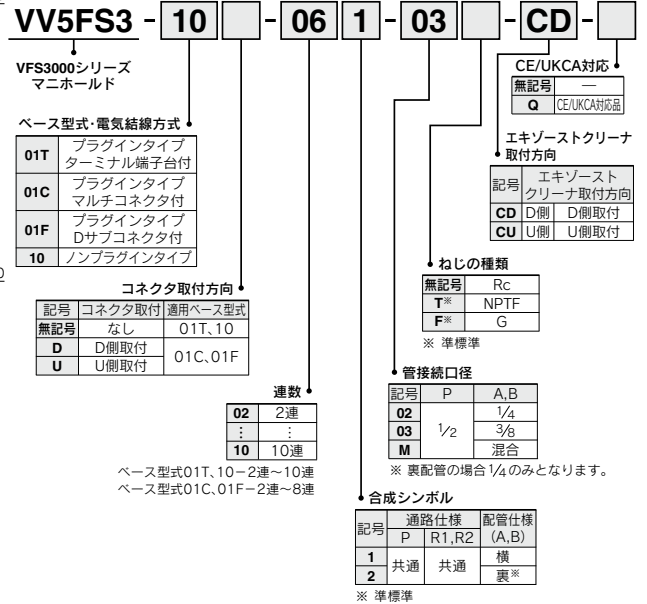 VV5FS3 - 10 - 06 1 - 03 - CD -
VFS3000シリーズ
マニホールド
CE/UKCA対応
無記号 —
Q CE/UKCA対応品
ベース型式･電気結線方式
01T プラグインタイプ
ターミナル端子台付
01C プラグインタイプ
マルチコネクタ付
01F プラグインタイプ
Dサブコネクタ付
10 ノンプラグインタイプ
エキゾーストクリーナ
取付方向
記号 エキゾースト
クリーナ取付方向
CD D側 D側取付
CU U側 U側取付
コネクタ取付方向
記号 コネクタ取付 適用ベース型式
無記号 なし 01T､10
D D側取付 01C､01F
U U側取付
ねじの種類
無記号 Rc
T※ NPTF
F※ G
※ 準標準
連数
02 2連
⋮ ⋮
10 10連
ベース型式01T､10−2連〜10連
ベース型式01C､01F−2連〜8連
管接続口径
記号 P A,B
02 1/2 1/4
03 3/8
M 混合
※ 裏配管の場合1/4のみとなります。
合成シンボル
記号 通路仕様 配管仕様
P R1,R2 (A,B)
1 共通 共通 横
2 裏※
※ 準標準